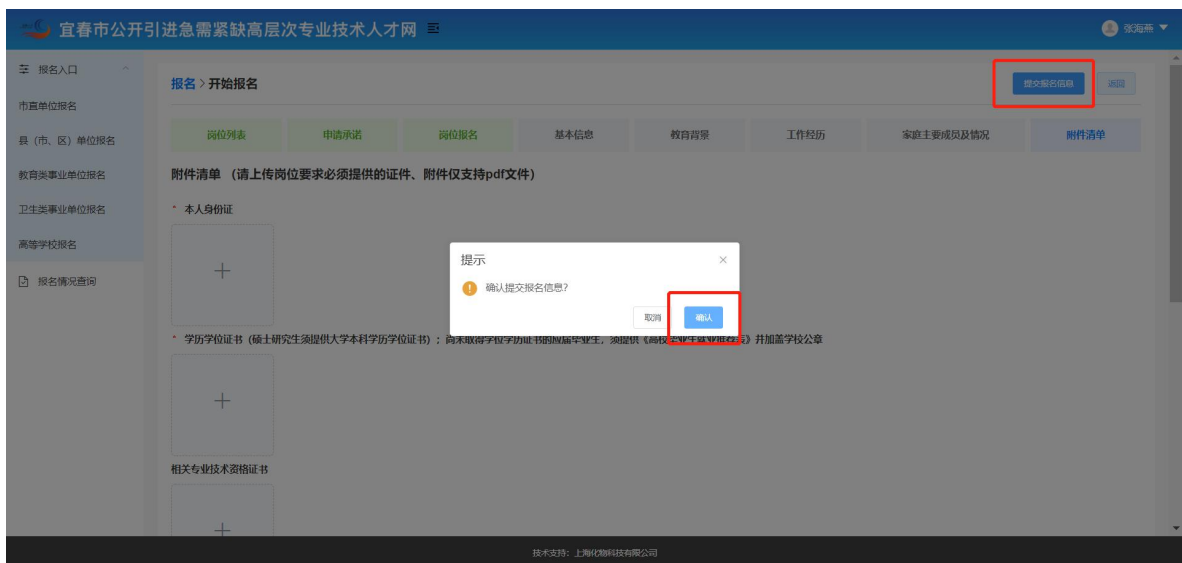 宜春市公开引进急需紧缺高层次专业技术人才网
张海燕
报名入口
市直单位报名
县（市、区）单位报名
教育类事业单位报名
卫生类事业单位报名
高等学校报名
报名情况查询
报名 > 开始报名
提交报名信息
返回
岗位列表
申请承诺
岗位报名
基本信息
教育背景
工作经历
家庭主要成员及情况
附件清单
附件清单 （请上传岗位要求必须提供的证件、附件仅支持pdf文件）
* 本人身份证
提示
×
确认提交报名信息?
取消
确认
* 学历学位证书（硕士研究生须提供大学本科学历学位证书）；尚未取得学位学历证书的应届毕业生，须提供《高校毕业生就业推荐表》并加盖学校公章
相关专业技术资格证书
技术支持：上海化物科技有限公司